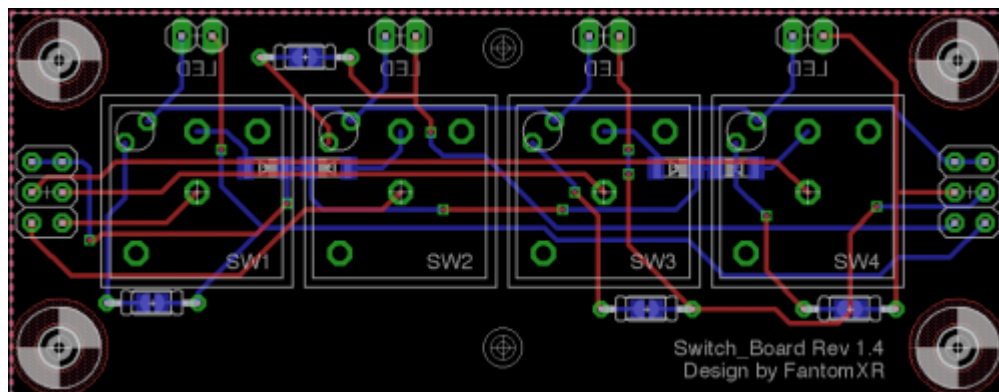 LED
LED
LED
LED
SW1
SW2
SW3
SW4
Switch_Board Rev 1.4
Design by FantomXR